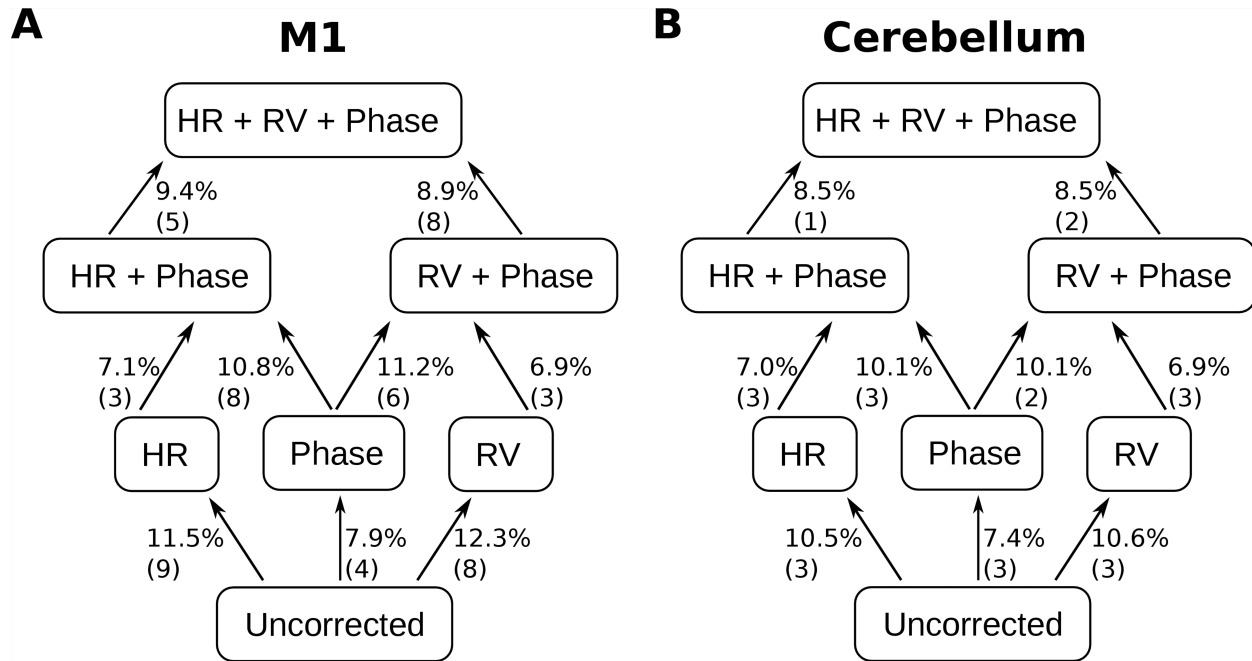 A
M1
HR + RV + Phase
9.4%
(5)
8.9%
(8)
HR + Phase
RV + Phase
7.1%
(3)
10.8%
(8)
11.2%
(6)
6.9%
(3)
HR
Phase
RV
11.5%
(9)
7.9%
(4)
12.3%
(8)
Uncorrected
B
Cerebellum
HR + RV + Phase
8.5%
(1)
8.5%
(2)
HR + Phase
RV + Phase
7.0%
(3)
10.1%
(3)
10.1%
(2)
6.9%
(3)
HR
Phase
RV
10.5%
(3)
7.4%
(3)
10.6%
(3)
Uncorrected